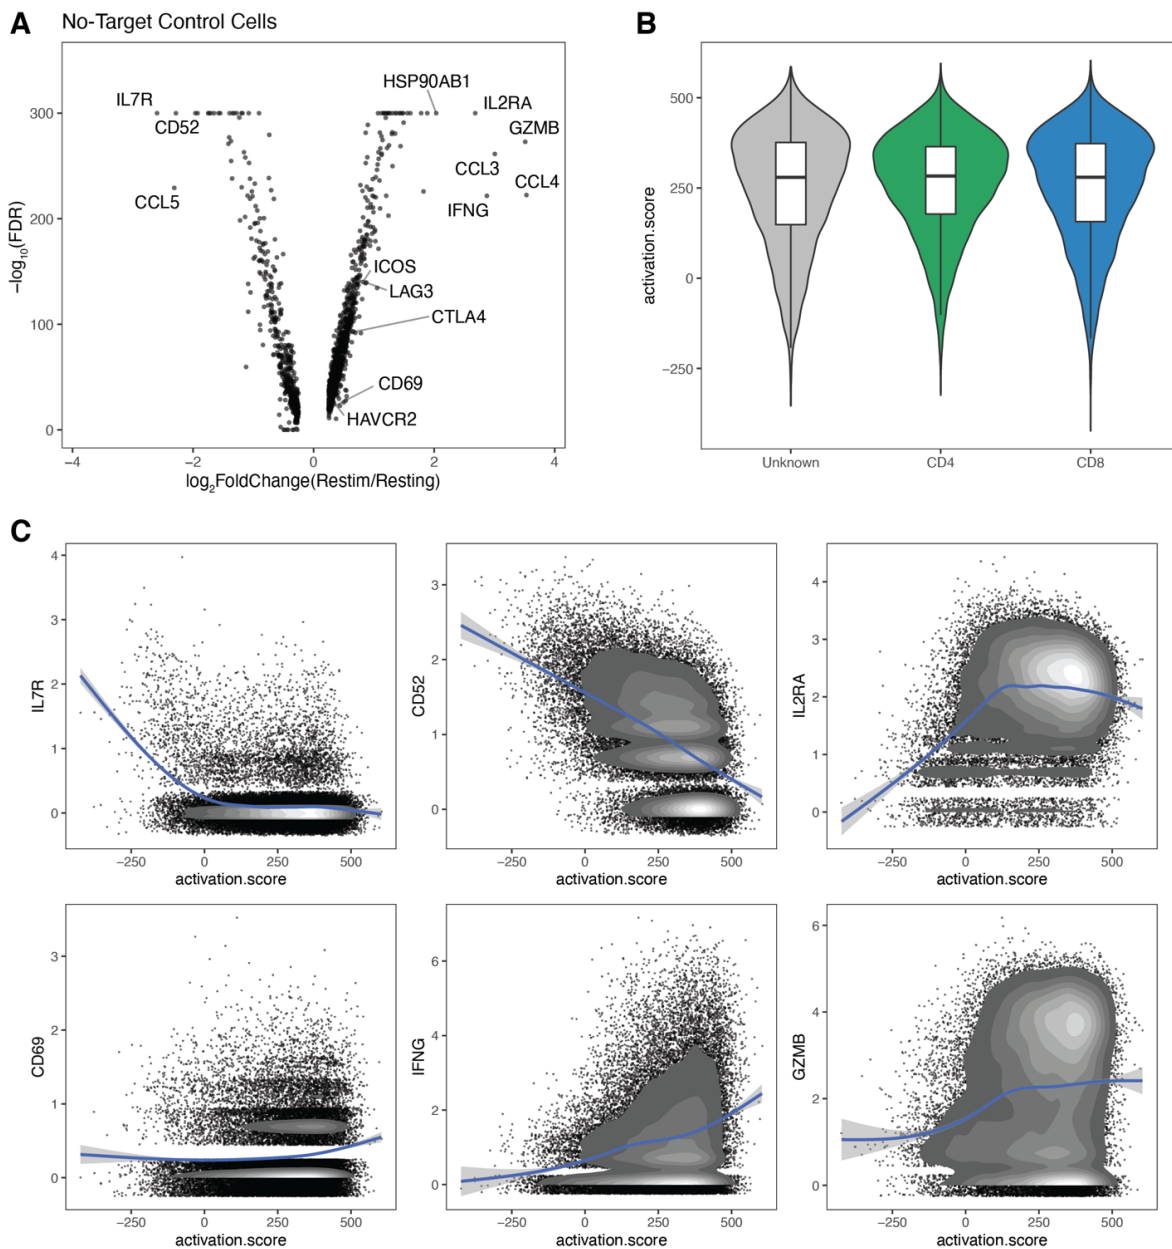 A
No-Target Control Cells
HSP90AB1
IL7R
IL2RA
CD52
GZMB
CCL3
CCL4
CCL5
IFNG
ICOS
LAG3
CTLA4
CD69
HAVCR2
300
200
100
0
−log10(FDR)
−4 −2 0 2 4
log2FoldChange(Restim/Resting)
B
500
250
0
−250
activation.score
Unknown CD4 CD8
C
4
3
2
1
0
IL7R
−250 0 250 500
activation.score
3
2
1
0
CD52
−250 0 250 500
activation.score
4
3
2
1
0
IL2RA
−250 0 250 500
activation.score
3
2
1
0
CD69
−250 0 250 500
activation.score
6
4
2
0
IFNG
−250 0 250 500
activation.score
6
4
2
0
GZMB
−250 0 250 500
activation.score